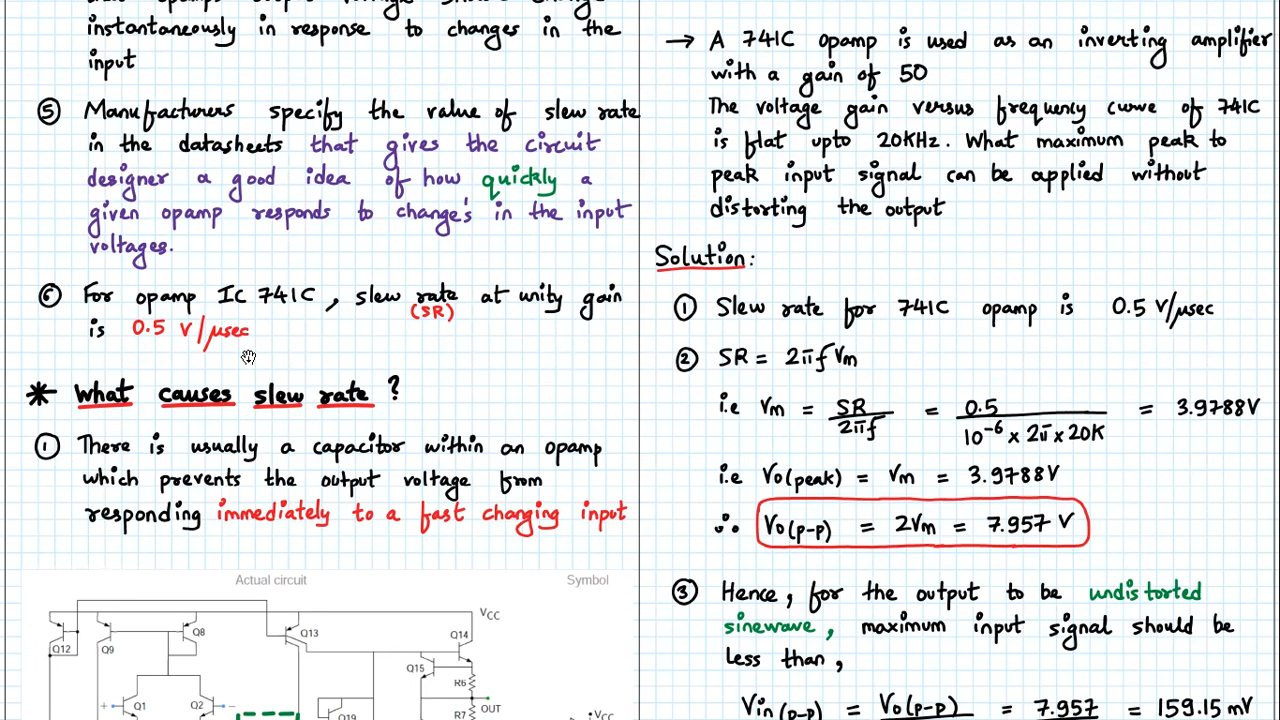 instantaneously in response to changes in the
input
⑤ Manufacturers specify the value of slew rate
in the datasheets that gives the circuit
designer a good idea of how quickly a
given opamp responds to change's in the input
voltages.
⑥ For opamp IC 741C, slew rate at unity gain
(SR)
is 0.5 V/μsec
* What causes slew rate ?
① There is usually a capacitor within an opamp
which prevents the output voltage from
responding immediately to a fast changing input
Actual circuit
Symbol
VCC
Q12
Q9
Q8
Q13
Q14
Q15
R6
Q1
Q2
+
−
OUT
Q19
R7
VCC
→ A 741C opamp is used as an inverting amplifier
with a gain of 50
The voltage gain versus frequency curve of 741C
is flat upto 20KHz. What maximum peak to
peak input signal can be applied without
distorting the output
Solution:
① Slew rate for 741C opamp is 0.5 V/μsec
② SR = 2πf Vm
i.e Vm = SR/2πf = 0.5/10⁻⁶ × 2π × 20K = 3.9788V
i.e Vo(peak) = Vm = 3.9788V
∴ Vo(p-p) = 2Vm = 7.957 V
③ Hence, for the output to be undistorted
sinewave, maximum input signal should be
less than,
Vin(p-p) = Vo(p-p) = 7.957 = 159.15 mV